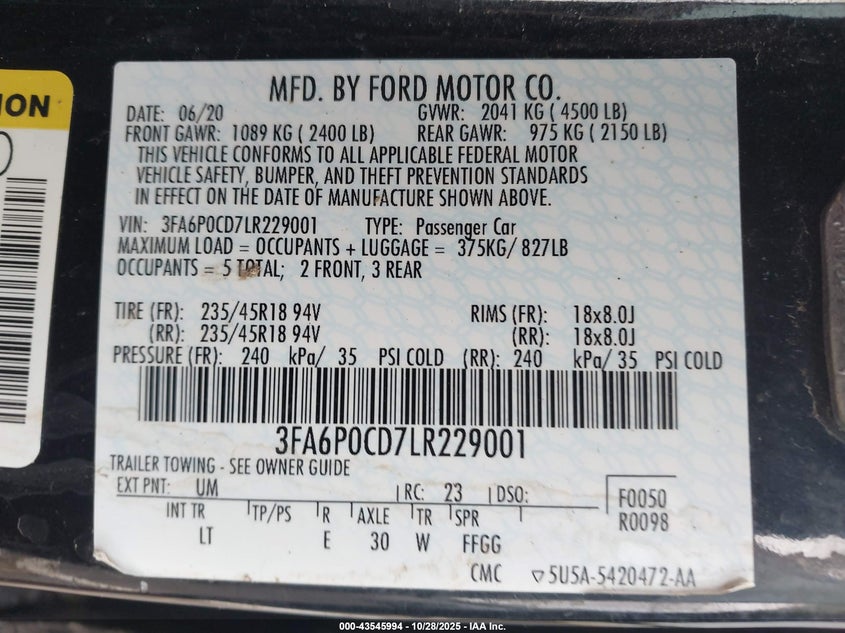 ION
MFD. BY FORD MOTOR CO.
DATE: 06/20 GVWR: 2041 KG ( 4500 LB)
FRONT GAWR: 1089 KG ( 2400 LB) REAR GAWR: 975 KG ( 2150 LB)
THIS VEHICLE CONFORMS TO ALL APPLICABLE FEDERAL MOTOR
VEHICLE SAFETY, BUMPER, AND THEFT PREVENTION STANDARDS
IN EFFECT ON THE DATE OF MANUFACTURE SHOWN ABOVE.
VIN: 3FA6P0CD7LR229001 TYPE: Passenger Car
MAXIMUM LOAD = OCCUPANTS + LUGGAGE = 375KG/ 827LB
OCCUPANTS = 5 TOTAL; 2 FRONT, 3 REAR
TIRE (FR): 235/45R18 94V RIMS (FR): 18x8.0J
(RR): 235/45R18 94V (RR): 18x8.0J
PRESSURE (FR): 240 kPa/ 35 PSI COLD (RR): 240 kPa/ 35 PSI COLD
3FA6P0CD7LR229001
TRAILER TOWING - SEE OWNER GUIDE
EXT PNT: UM RC: 23 DSO: F0050
INT TR TP/PS R AXLE TR SPR R0098
LT E 30 W FFGG
CMC ▽5U5A-5420472-AA
000-43545994 | 10/28/2025 - IAA Inc.